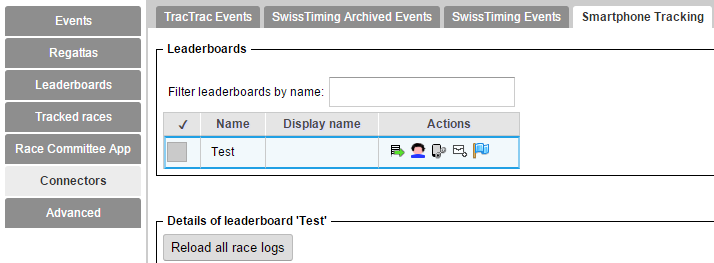 Events
Regattas
Leaderboards
Tracked races
Race Committee App
Connectors
Advanced
TracTrac Events SwissTiming Archived Events SwissTiming Events Smartphone Tracking
Leaderboards
Filter leaderboards by name:
✓ Name Display name Actions
Test
Details of leaderboard 'Test'
Reload all race logs